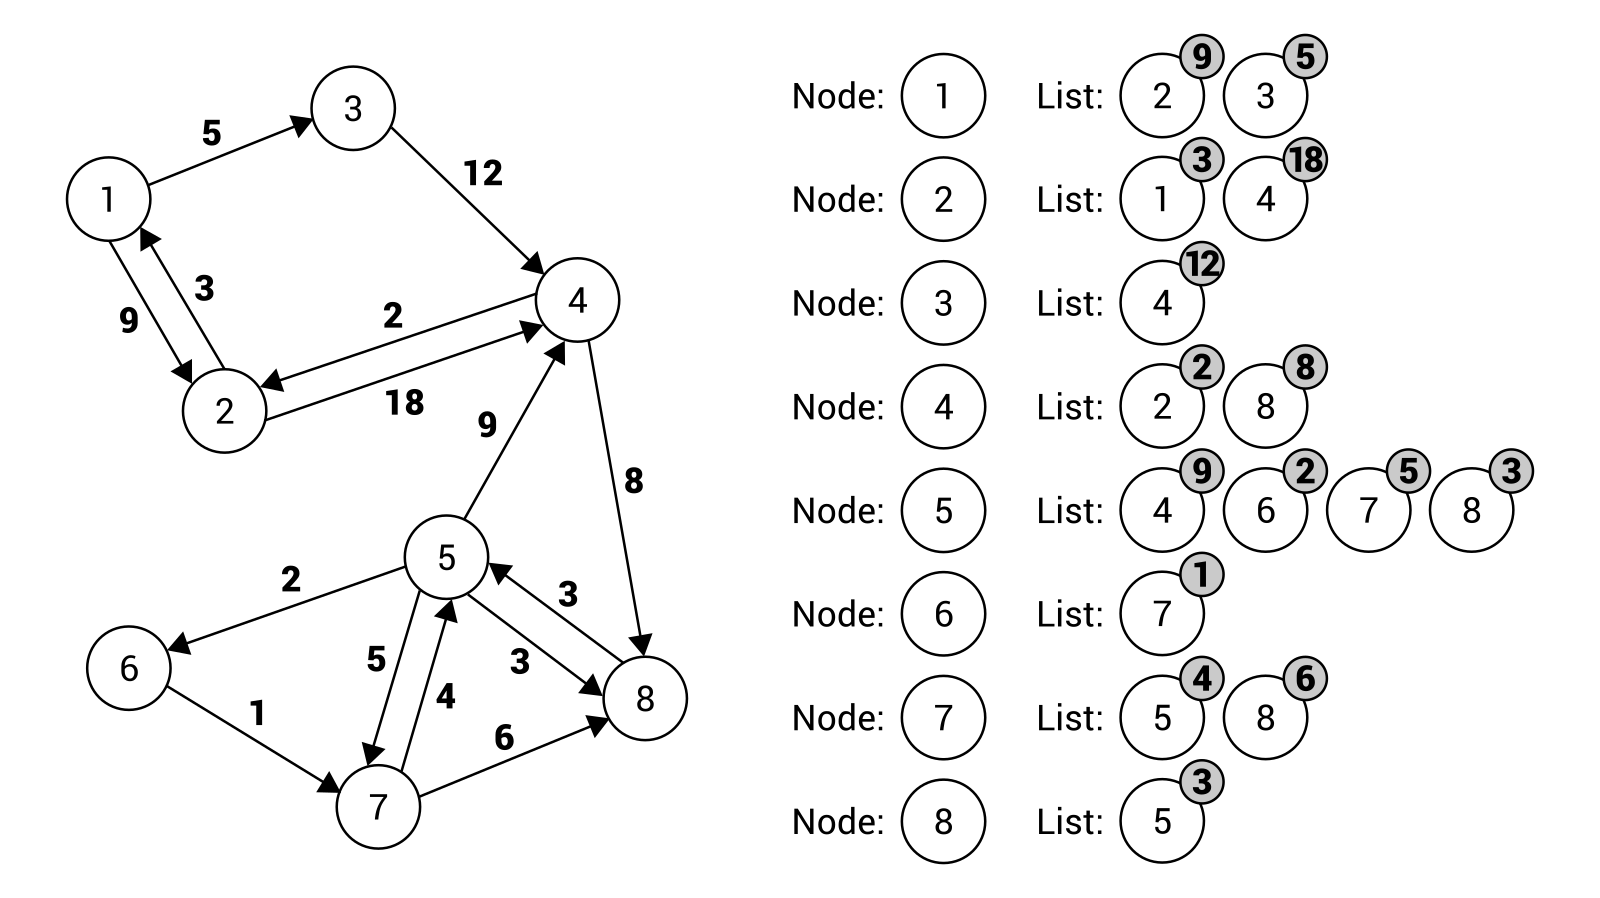 3
5
12
1
4
2
3
9
18
2
9
8
5
2
3
6
5
3
8
4
1
6
7
Node: 1 List: 2 9 3 5
Node: 2 List: 1 3 4 18
Node: 3 List: 4 12
Node: 4 List: 2 2 8 8
Node: 5 List: 4 9 6 2 7 5 8 3
Node: 6 List: 7 1
Node: 7 List: 5 4 8 6
Node: 8 List: 5 3